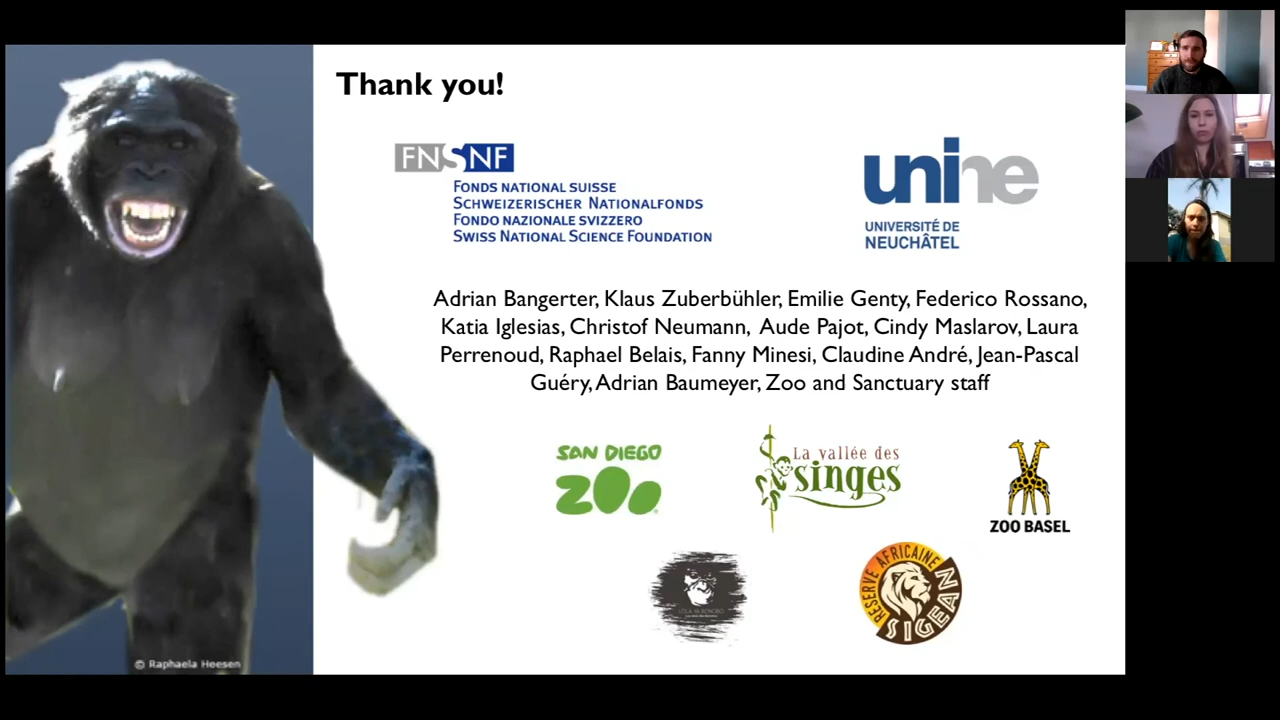 Thank you!
FNSNF
FONDS NATIONAL SUISSE
SCHWEIZERISCHER NATIONALFONDS
FONDO NAZIONALE SVIZZERO
SWISS NATIONAL SCIENCE FOUNDATION
unine
UNIVERSITÉ DE
NEUCHÂTEL
Adrian Bangerter, Klaus Zuberbühler, Emilie Genty, Federico Rossano,
Katia Iglesias, Christof Neumann, Aude Pajot, Cindy Maslarov, Laura
Perrenoud, Raphael Belais, Fanny Minesi, Claudine André, Jean-Pascal
Guéry, Adrian Baumeyer, Zoo and Sanctuary staff
SAN DIEGO
ZOO
La vallée des
singes
ZOO BASEL
LOLA YA BONOBO
RESERVE AFRICAINE
SIGEAN
© Raphaela Heesen